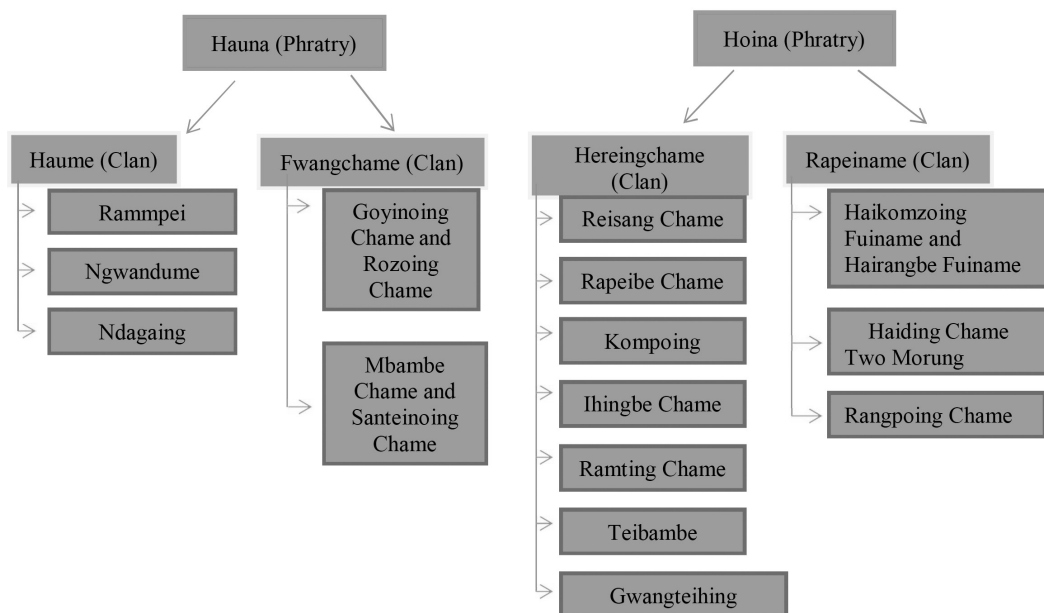 Hauna (Phratry)
Haume (Clan)
Rammpei
Ngwandume
Ndagaing
Fwangchame (Clan)
Goyinoing
Chame and
Rozoing
Chame
Mbambe
Chame and
Santeinoing
Chame
Hoina (Phratry)
Hereingchame
(Clan)
Reisang Chame
Rapeibe Chame
Kompoing
Ihingbe Chame
Ramting Chame
Teibambe
Gwangteihing
Rapeiname (Clan)
Haikomzoing
Fuiname and
Hairangbe Fuiname
Haiding Chame
Two Morung
Rangpoing Chame